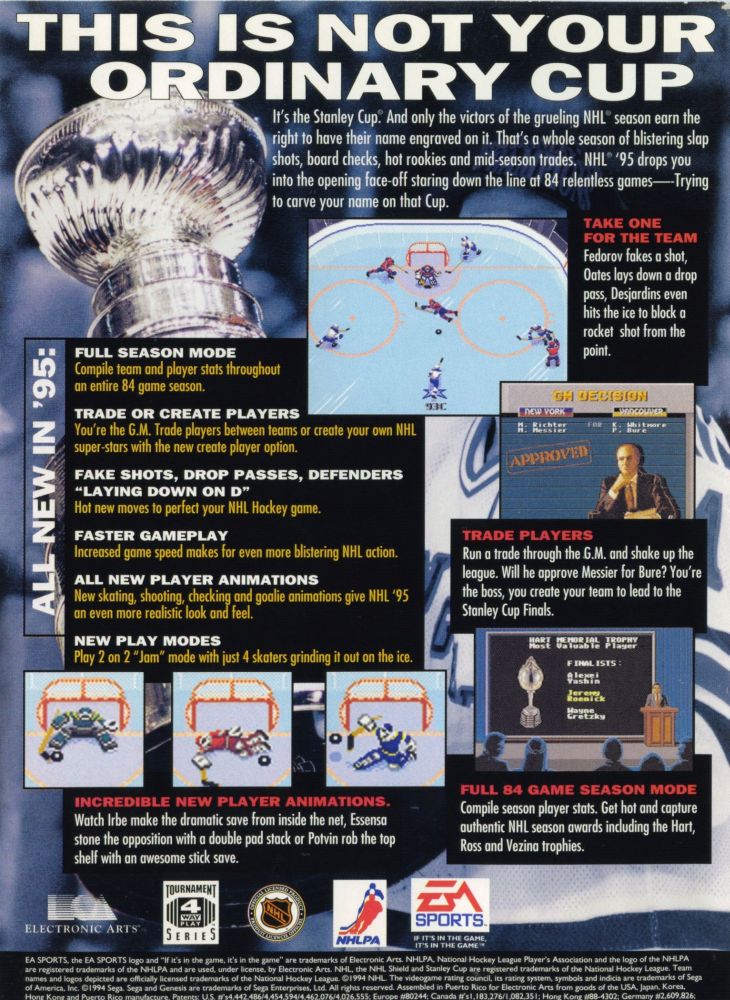 THIS IS NOT YOUR
ORDINARY CUP
It's the Stanley Cup.® And only the victors of the grueling NHL® season earn the
right to have their name engraved on it. That's a whole season of blistering slap
shots, board checks, hot rookies and mid-season trades. NHL® '95 drops you
into the opening face-off staring down the line at 84 relentless games—-Trying
to carve your name on that Cup.
TAKE ONE
FOR THE TEAM
Fedorov fakes a shot,
Oates lays down a drop
pass, Desjardins even
hits the ice to block a
rocket shot from the
point.
ALL NEW IN '95:
FULL SEASON MODE
Compile team and player stats throughout
an entire 84 game season.
TRADE OR CREATE PLAYERS
You're the G.M. Trade players between teams or create your own NHL
super-stars with the new create player option.
FAKE SHOTS, DROP PASSES, DEFENDERS
"LAYING DOWN ON D"
Hot new moves to perfect your NHL Hockey game.
FASTER GAMEPLAY
Increased game speed makes for even more blistering NHL action.
ALL NEW PLAYER ANIMATIONS
New skating, shooting, checking and goalie animations give NHL '95
an even more realistic look and feel.
NEW PLAY MODES
Play 2 on 2 "Jam" mode with just 4 skaters grinding it out on the ice.
GM DECISION
NEW YORK VANCOUVER
M. Richter FOR K. Whitmore
M. Messier P. Bure
APPROVED
TRADE PLAYERS
Run a trade through the G.M. and shake up the
league. Will he approve Messier for Bure? You're
the boss, you create your team to lead to the
Stanley Cup Finals.
HART MEMORIAL TROPHY
Most Valuable Player
FINALISTS:
Alexei
Yashin
Jeremy
Roenick
Wayne
Gretzky
FULL 84 GAME SEASON MODE
Compile season player stats. Get hot and capture
authentic NHL season awards including the Hart,
Ross and Vezina trophies.
INCREDIBLE NEW PLAYER ANIMATIONS.
Watch Irbe make the dramatic save from inside the net, Essensa
stone the opposition with a double pad stack or Potvin rob the top
shelf with an awesome stick save.
ELECTRONIC ARTS®
TOURNAMENT
4
WAY
PLAY
SERIES
NHL
NHLPA
EA
SPORTS
IF IT'S IN THE GAME,
IT'S IN THE GAME™
EA SPORTS, the EA SPORTS logo and "If it's in the game, it's in the game" are trademarks of Electronic Arts. NHLPA, National Hockey League Player's Association and the logo of the NHLPA
are registered trademarks of the NHLPA and are used, under license, by Electronic Arts. NHL, the NHL Shield and Stanley Cup are registered trademarks of the National Hockey League. Team
names and logos depicted are officially licensed trademarks of the National Hockey League. ©1994 NHL. The videogame rating council, its rating system, symbols and indicia are trademarks of Sega
of America, Inc. ©1994 Sega. Sega and Genesis are trademarks of Sega Enterprises, Ltd. All rights reserved. Assembled in Puerto Rico for Electronic Arts from goods of the USA, Japan, Korea,
Hong Kong and Puerto Rico manufacture. Patents: U.S. #'s4,442,486/4,454,594/4,462,076/4,026,555; Europe #80244; Canada #'s1,183,276/1,082,351; Hong Kong #88-4302; Germany #2,609,826;